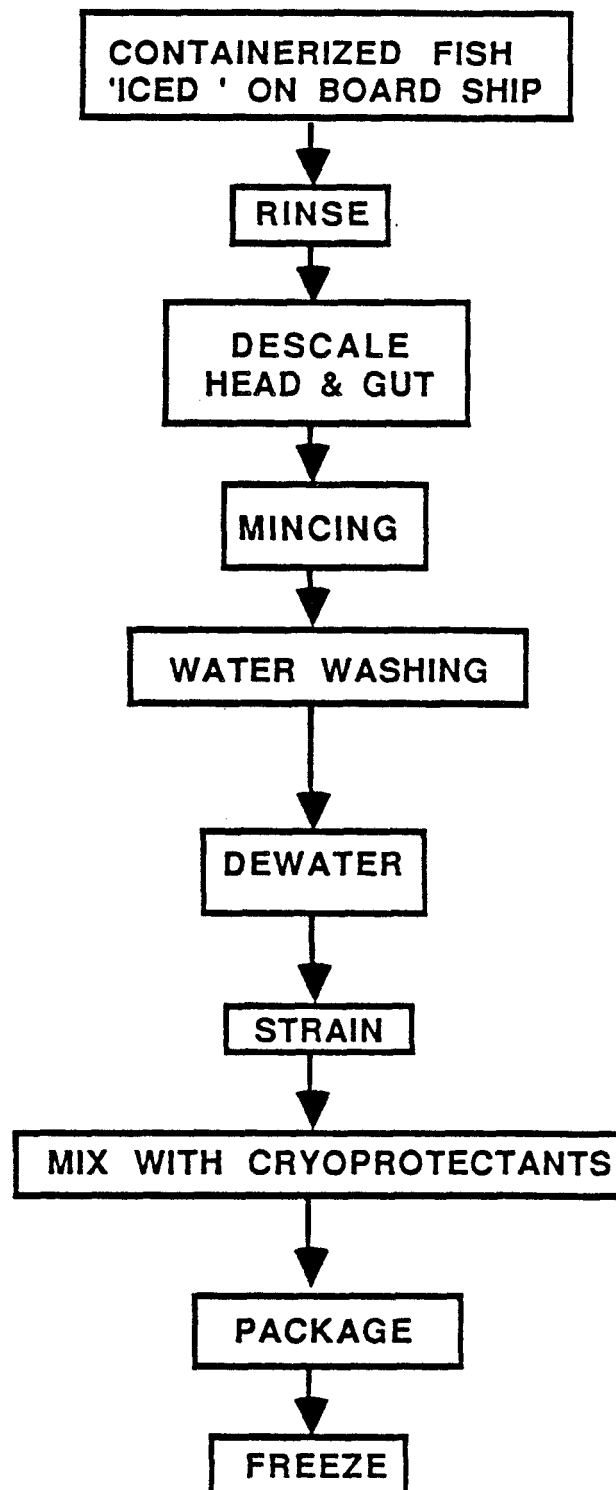 CONTAINERIZED FISH
'ICED ' ON BOARD SHIP
RINSE
DESCALE
HEAD & GUT
MINCING
WATER WASHING
DEWATER
STRAIN
MIX WITH CRYOPROTECTANTS
PACKAGE
FREEZE